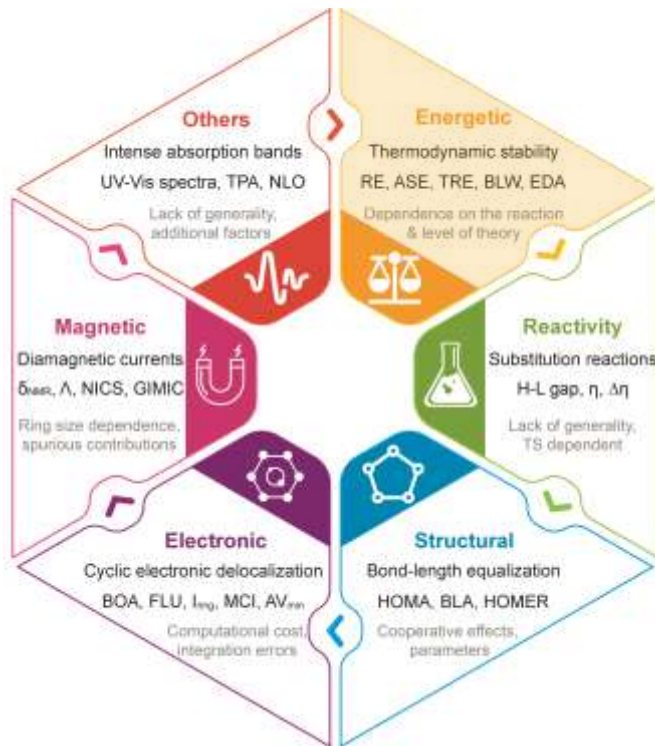 Others
Intense absorption bands
UV-Vis spectra, TPA, NLO
Lack of generality,
additional factors
Energetic
Thermodynamic stability
RE, ASE, TRE, BLW, EDA
Dependence on the reaction
& level of theory
Reactivity
Substitution reactions
H-L gap, η, Δη
Lack of generality,
TS dependent
Structural
Bond-length equalization
HOMA, BLA, HOMER
Cooperative effects,
parameters
Electronic
Cyclic electronic delocalization
BOA, FLU, Iring, MCI, AVmin
Computational cost,
integration errors
Magnetic
Diamagnetic currents
δNMR, Λ, NICS, GIMIC
Ring size dependence,
spurious contributions